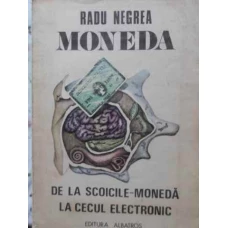 RADU NEGREA
MONEDA
DE LA SCOICILE-MONEDĂ
LA CECUL ELECTRONIC
EDITURA ALBATROS